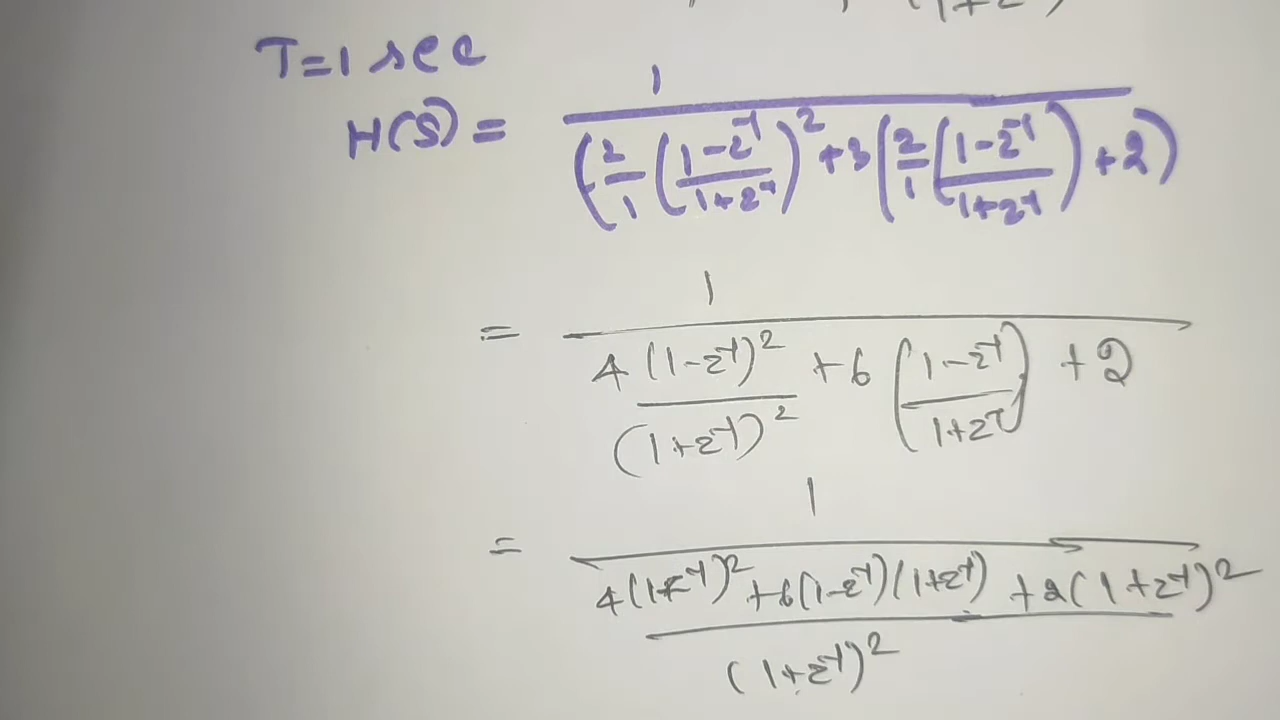 T=1 sec
H(S) = 1 / (2/1 (1-z^-1 / 1+z^-1)^2 + 3 (2/1 (1-z^-1 / 1+z^-1) + 2)
= 1 / 4 (1-z^-1)^2 / (1+z^-1)^2 + 6 (1-z^-1 / 1+z^-1) + 2
= 1 / 4(1-z^-1)^2 + 6(1-z^-1)(1+z^-1) + 2(1+z^-1)^2 / (1+z^-1)^2